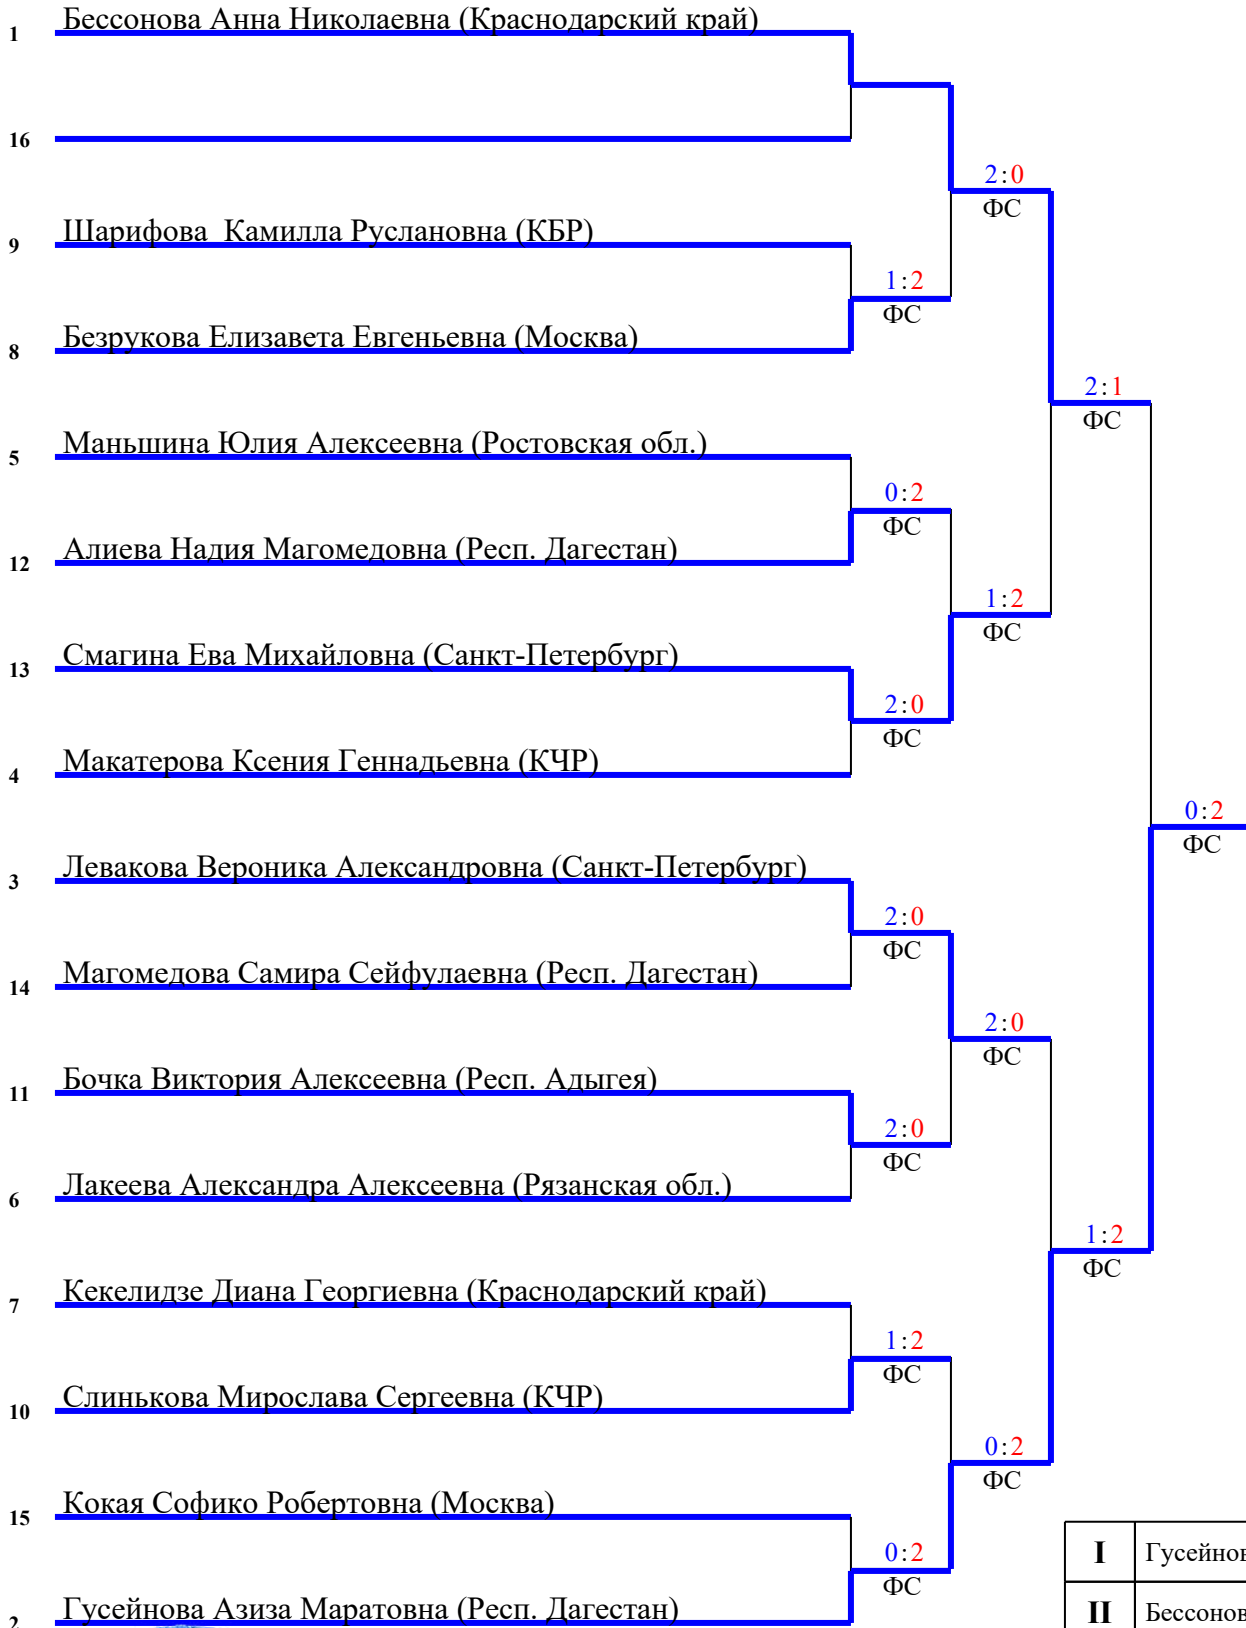 1 Бессонова Анна Николаевна (Краснодарский край)
16
2:0
ФС
9 Шарифова Камилла Руслановна (КБР)
1:2
ФС
8 Безрукова Елизавета Евгеньевна (Москва)
2:1
ФС
5 Маньшина Юлия Алексеевна (Ростовская обл.)
0:2
ФС
12 Алиева Надия Магомедовна (Респ. Дагестан)
1:2
ФС
13 Смагина Ева Михайловна (Санкт-Петербург)
2:0
ФС
4 Макатерова Ксения Геннадьевна (КЧР)
0:2
ФС
3 Левакова Вероника Александровна (Санкт-Петербург)
2:0
ФС
14 Магомедова Самира Сейфулаевна (Респ. Дагестан)
2:0
ФС
11 Бочка Виктория Алексеевна (Респ. Адыгея)
2:0
ФС
6 Лакеева Александра Алексеевна (Рязанская обл.)
1:2
ФС
7 Кекелидзе Диана Георгиевна (Краснодарский край)
1:2
ФС
10 Слинькова Мирослава Сергеевна (КЧР)
0:2
ФС
15 Кокая Софико Робертовна (Москва)
0:2
ФС
I Гусейнов
2 Гусейнова Азиза Маратовна (Респ. Дагестан)
II Бессонов